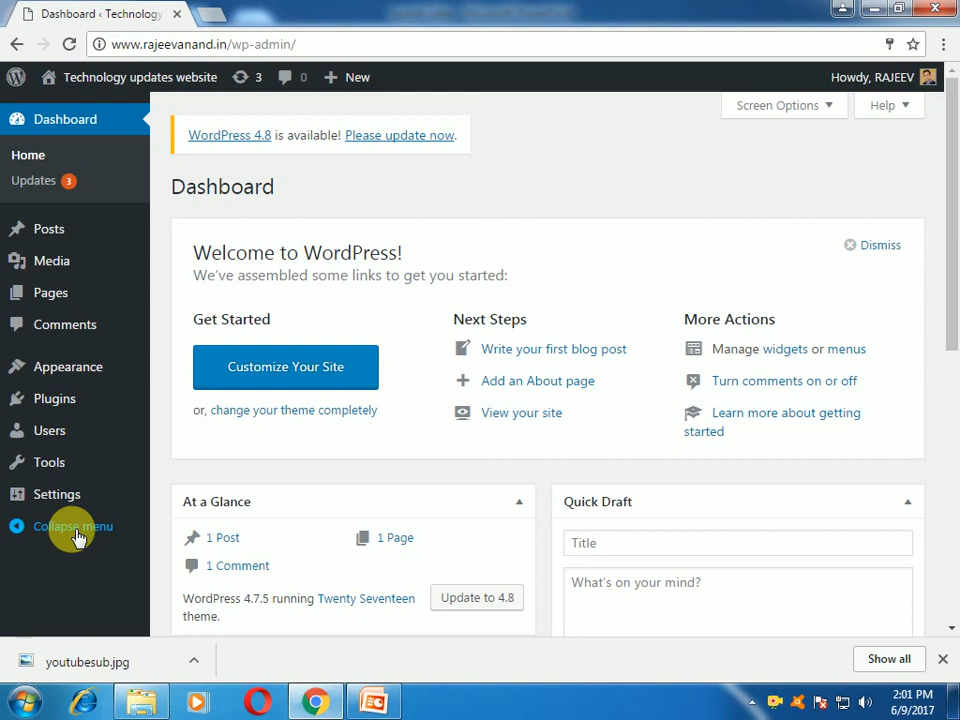 Dashboard ‹ Technology
www.rajeevanand.in/wp-admin/
Technology updates website 3 0 New Howdy, RAJEEV
Screen Options Help
Dashboard
Home
Updates 3
Posts
Media
Pages
Comments
Appearance
Plugins
Users
Tools
Settings
Collapse menu
WordPress 4.8 is available! Please update now.
Dashboard
Welcome to WordPress!
Dismiss
We've assembled some links to get you started:
Get Started
Customize Your Site
or, change your theme completely
Next Steps
Write your first blog post
Add an About page
View your site
More Actions
Manage widgets or menus
Turn comments on or off
Learn more about getting
started
At a Glance
1 Post 1 Page
1 Comment
WordPress 4.7.5 running Twenty Seventeen
theme.
Update to 4.8
Quick Draft
Title
What's on your mind?
youtubesub.jpg
Show all
2:01 PM
6/9/2017